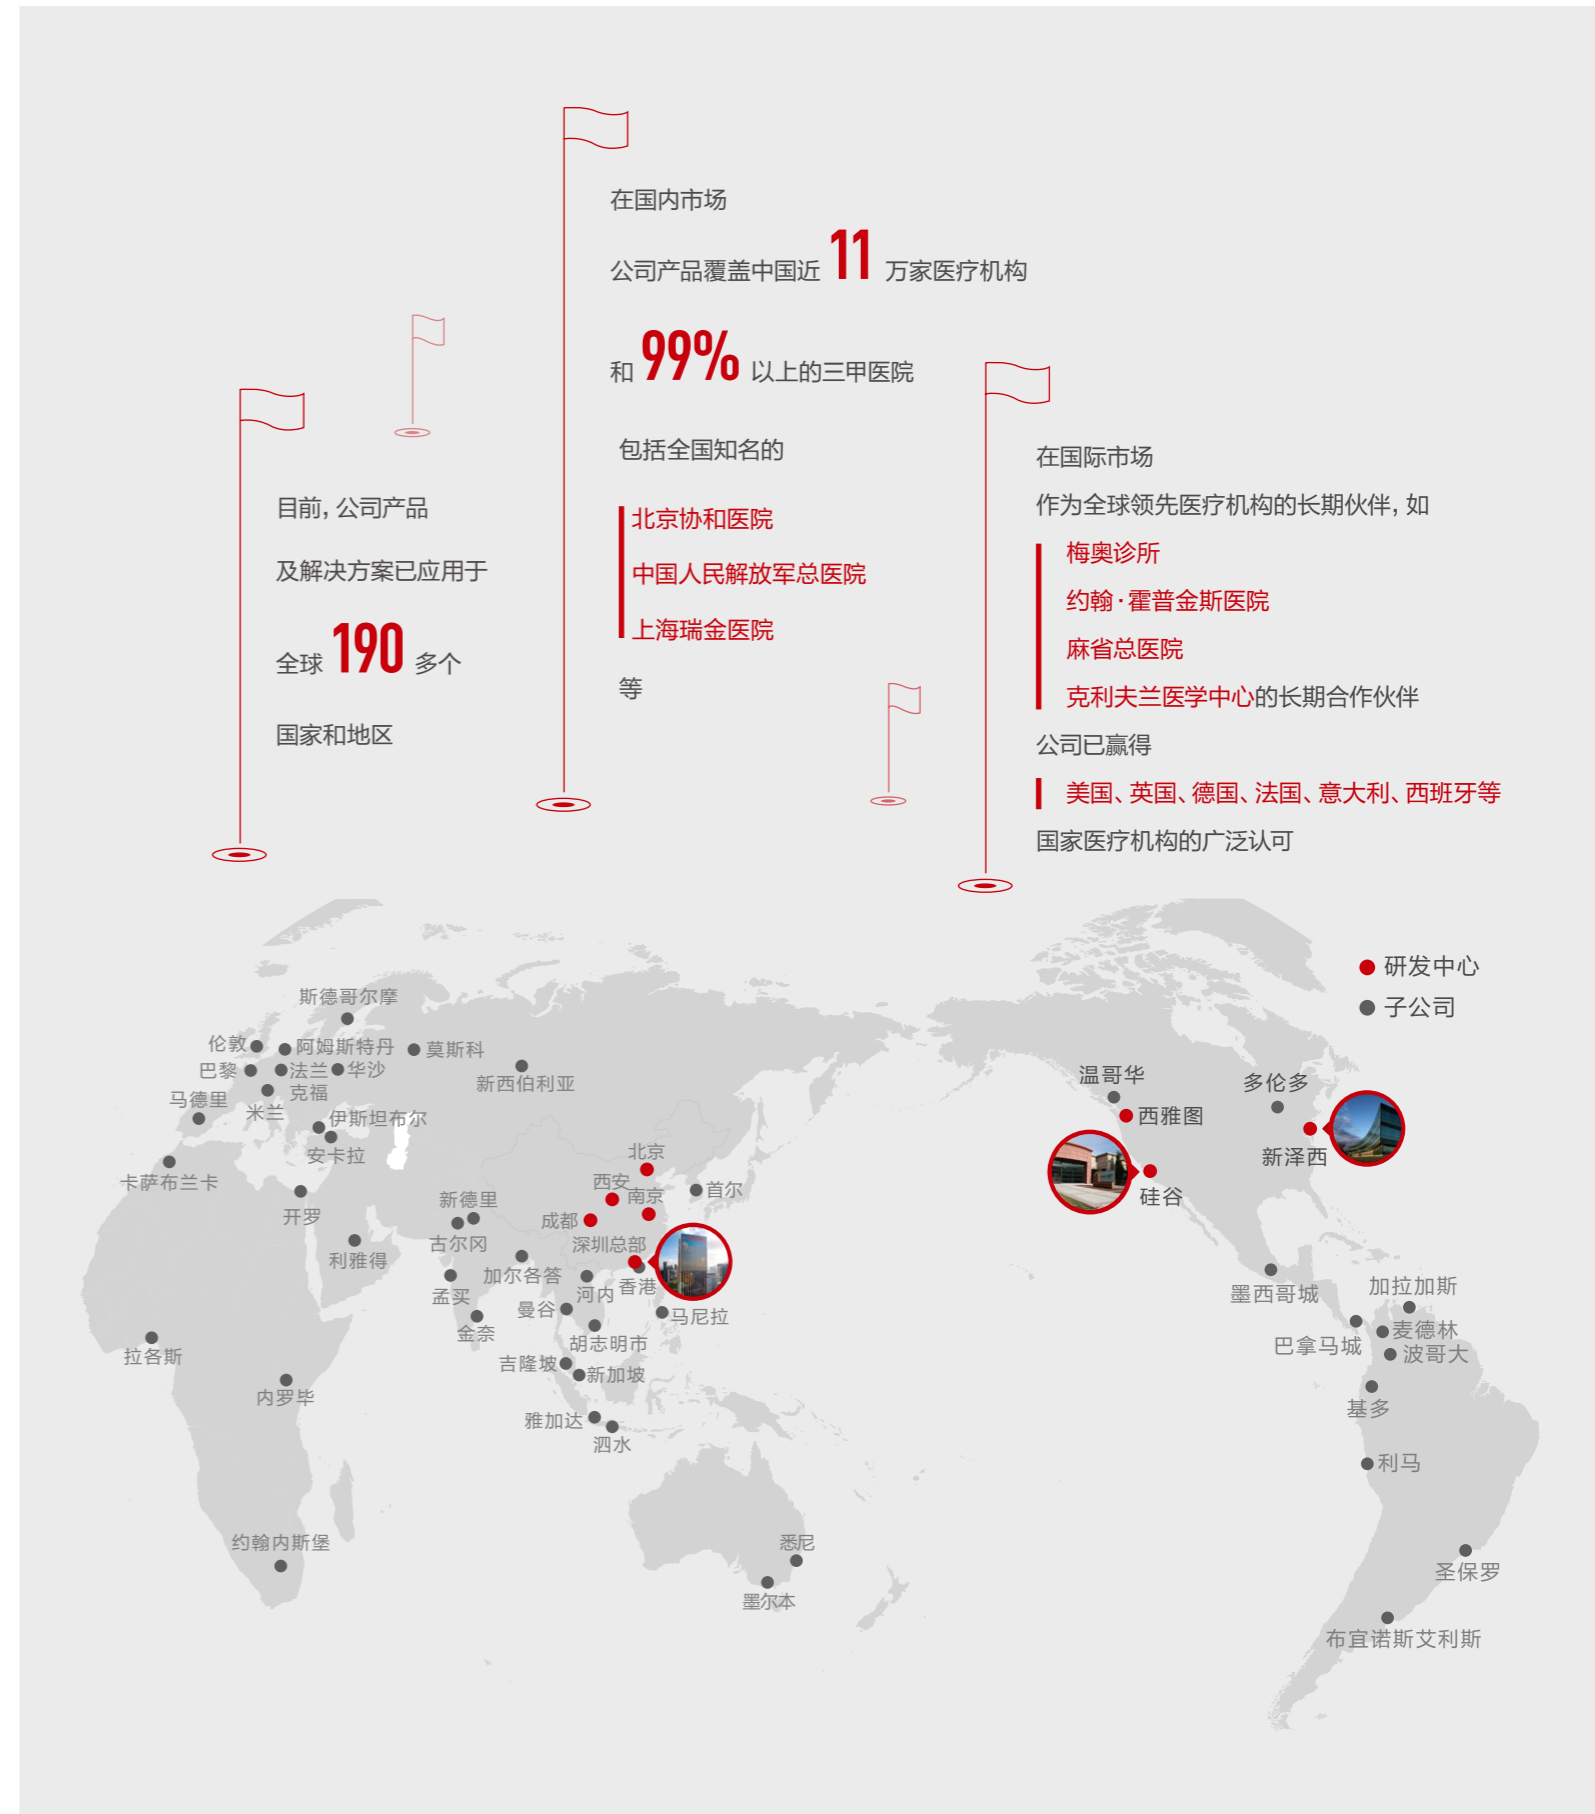 在国内市场
公司产品覆盖中国近 11 万家医疗机构
和 99% 以上的三甲医院
包括全国知名的
北京协和医院
中国人民解放军总医院
上海瑞金医院
等
目前，公司产品
及解决方案已应用于
全球 190 多个
国家和地区
在国际市场
作为全球领先医疗机构的长期伙伴，如
梅奥诊所
约翰·霍普金斯医院
麻省总医院
克利夫兰医学中心的长期合作伙伴
公司已赢得
美国、英国、德国、法国、意大利、西班牙等
国家医疗机构的广泛认可
研发中心
子公司
斯德哥尔摩
伦敦
阿姆斯特丹
莫斯科
巴黎
法兰
克福
华沙
新西伯利亚
马德里
米兰
伊斯坦布尔
安卡拉
卡萨布兰卡
开罗
利雅得
新德里
古尔冈
孟买
金奈
加尔各答
北京
西安
南京
成都
深圳总部
香港
首尔
河内
曼谷
马尼拉
胡志明市
吉隆坡
新加坡
雅加达
泗水
拉各斯
内罗毕
约翰内斯堡
悉尼
墨尔本
温哥华
西雅图
硅谷
多伦多
新泽西
墨西哥城
加拉加斯
巴拿马城
麦德林
波哥大
基多
利马
圣保罗
布宜诺斯艾利斯